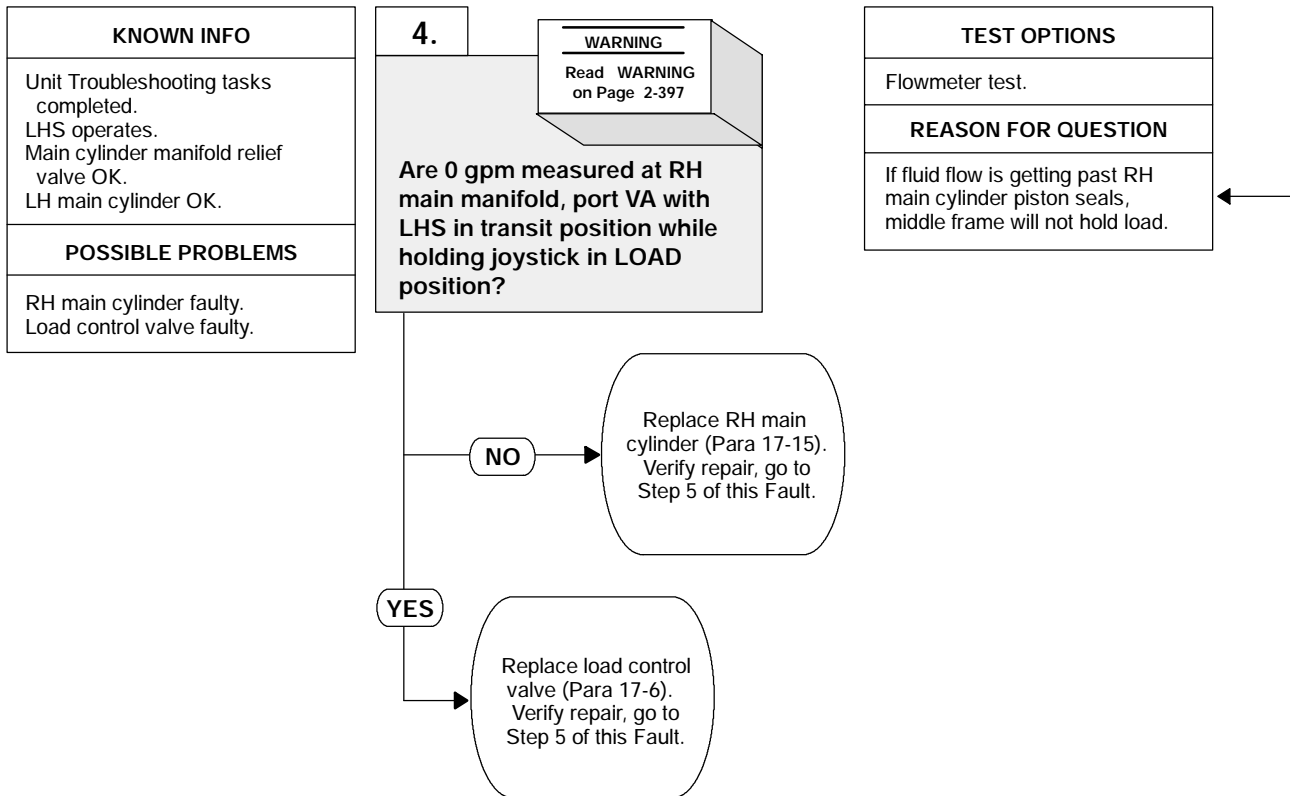 KNOWN INFO
Unit Troubleshooting tasks
completed.
LHS operates.
Main cylinder manifold relief
valve OK.
LH main cylinder OK.
POSSIBLE PROBLEMS
RH main cylinder faulty.
Load control valve faulty.
4.
WARNING
Read WARNING
on Page 2-397
Are 0 gpm measured at RH
main manifold, port VA with
LHS in transit position while
holding joystick in LOAD
position?
TEST OPTIONS
Flowmeter test.
REASON FOR QUESTION
If fluid flow is getting past RH
main cylinder piston seals,
middle frame will not hold load.
NO
Replace RH main
cylinder (Para 17-15).
Verify repair, go to
Step 5 of this Fault.
YES
Replace load control
valve (Para 17-6).
Verify repair, go to
Step 5 of this Fault.